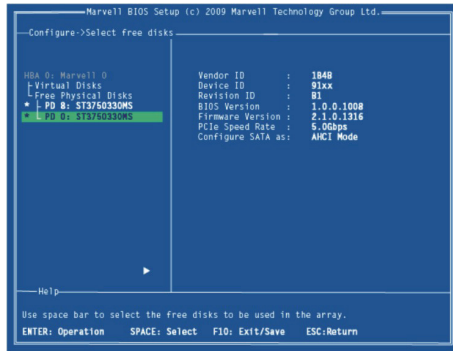 Marvell BIOS Setup (c) 2009 Marvell Technology Group Ltd.
Configure->Select free disks
HBA 0: Marvell 0
Virtual Disks
Free Physical Disks
* PD 8: ST3750330NS
* PD 0: ST3750330NS
Vendor ID : 1B4B
Device ID : 91xx
Revision ID : B1
BIOS Version : 1.0.0.1008
Firmware Version : 2.1.0.1316
PCIe Speed Rate : 5.0Gbps
Configure SATA as: AHCI Mode
Help
Use space bar to select the free disks to be used in the array.
ENTER: Operation SPACE: Select F10: Exit/Save ESC:Return